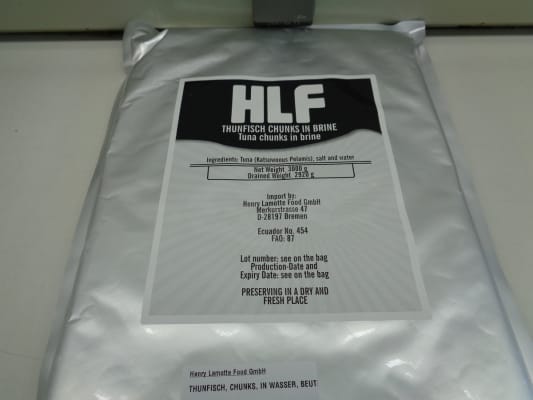 HLF
THUNFISCH CHUNKS IN BRINE
Tuna chunks in brine
Ingredients: Tuna (Katsuwonus Pelamis), salt and water
Net Weight 3000 g
Drained Weight 2920 g
Import by:
Henry Lamotte Food GmbH
Merkurstrasse 47
D-28197 Bremen
Ecuador No. 454
FAO: 87
Lot number: see on the bag
Production-Date and
Expiry Date: see on the bag
PRESERVING IN A DRY AND
FRESH PLACE
Henry Lamotte Food GmbH
THUNFISCH, CHUNKS, IN WASSER, BEUT